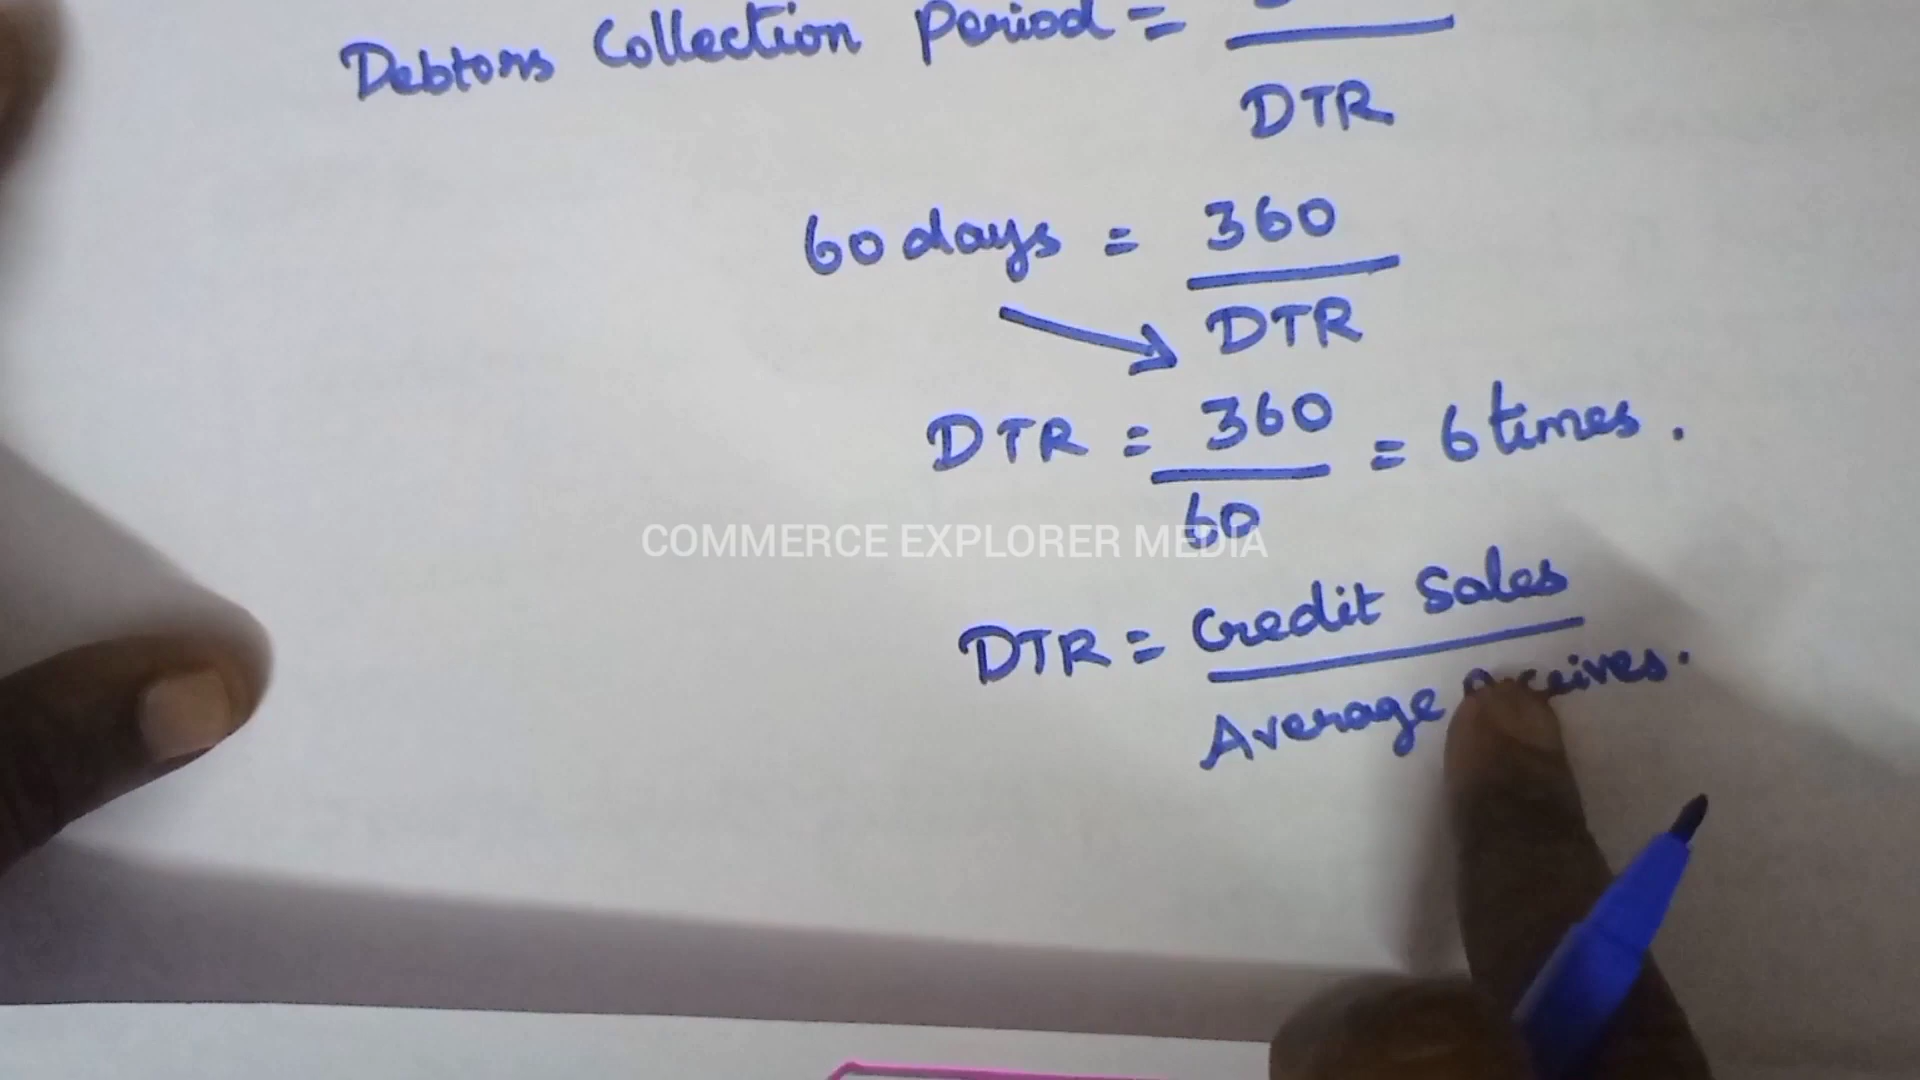 Debtors Collection Period =
DTR
60 days = 360
DTR
DTR = 360 = 6 times.
60
COMMERCE EXPLORER MEDIA
DTR = Credit Sales
Average